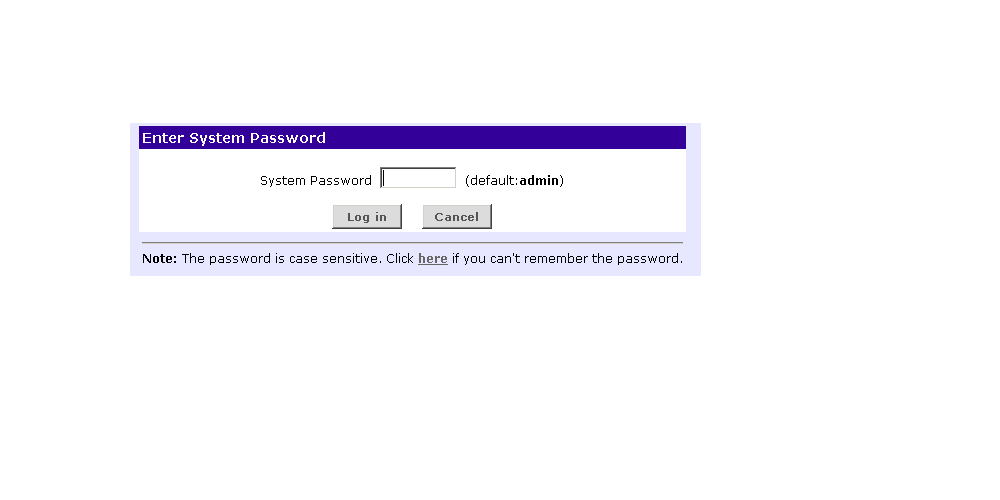 Enter System Password
System Password (default:admin)
Log in Cancel
Note: The password is case sensitive. Click here if you can't remember the password.